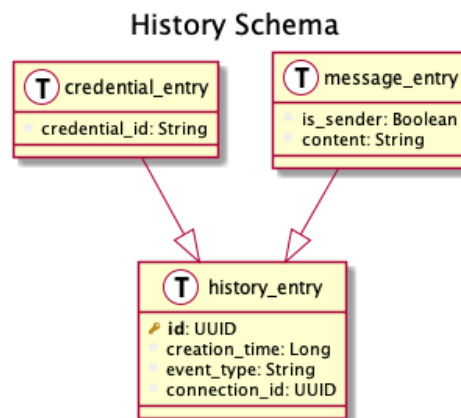 History Schema
T credential_entry
credential_id: String
T message_entry
is_sender: Boolean
content: String
T history_entry
id: UUID
creation_time: Long
event_type: String
connection_id: UUID